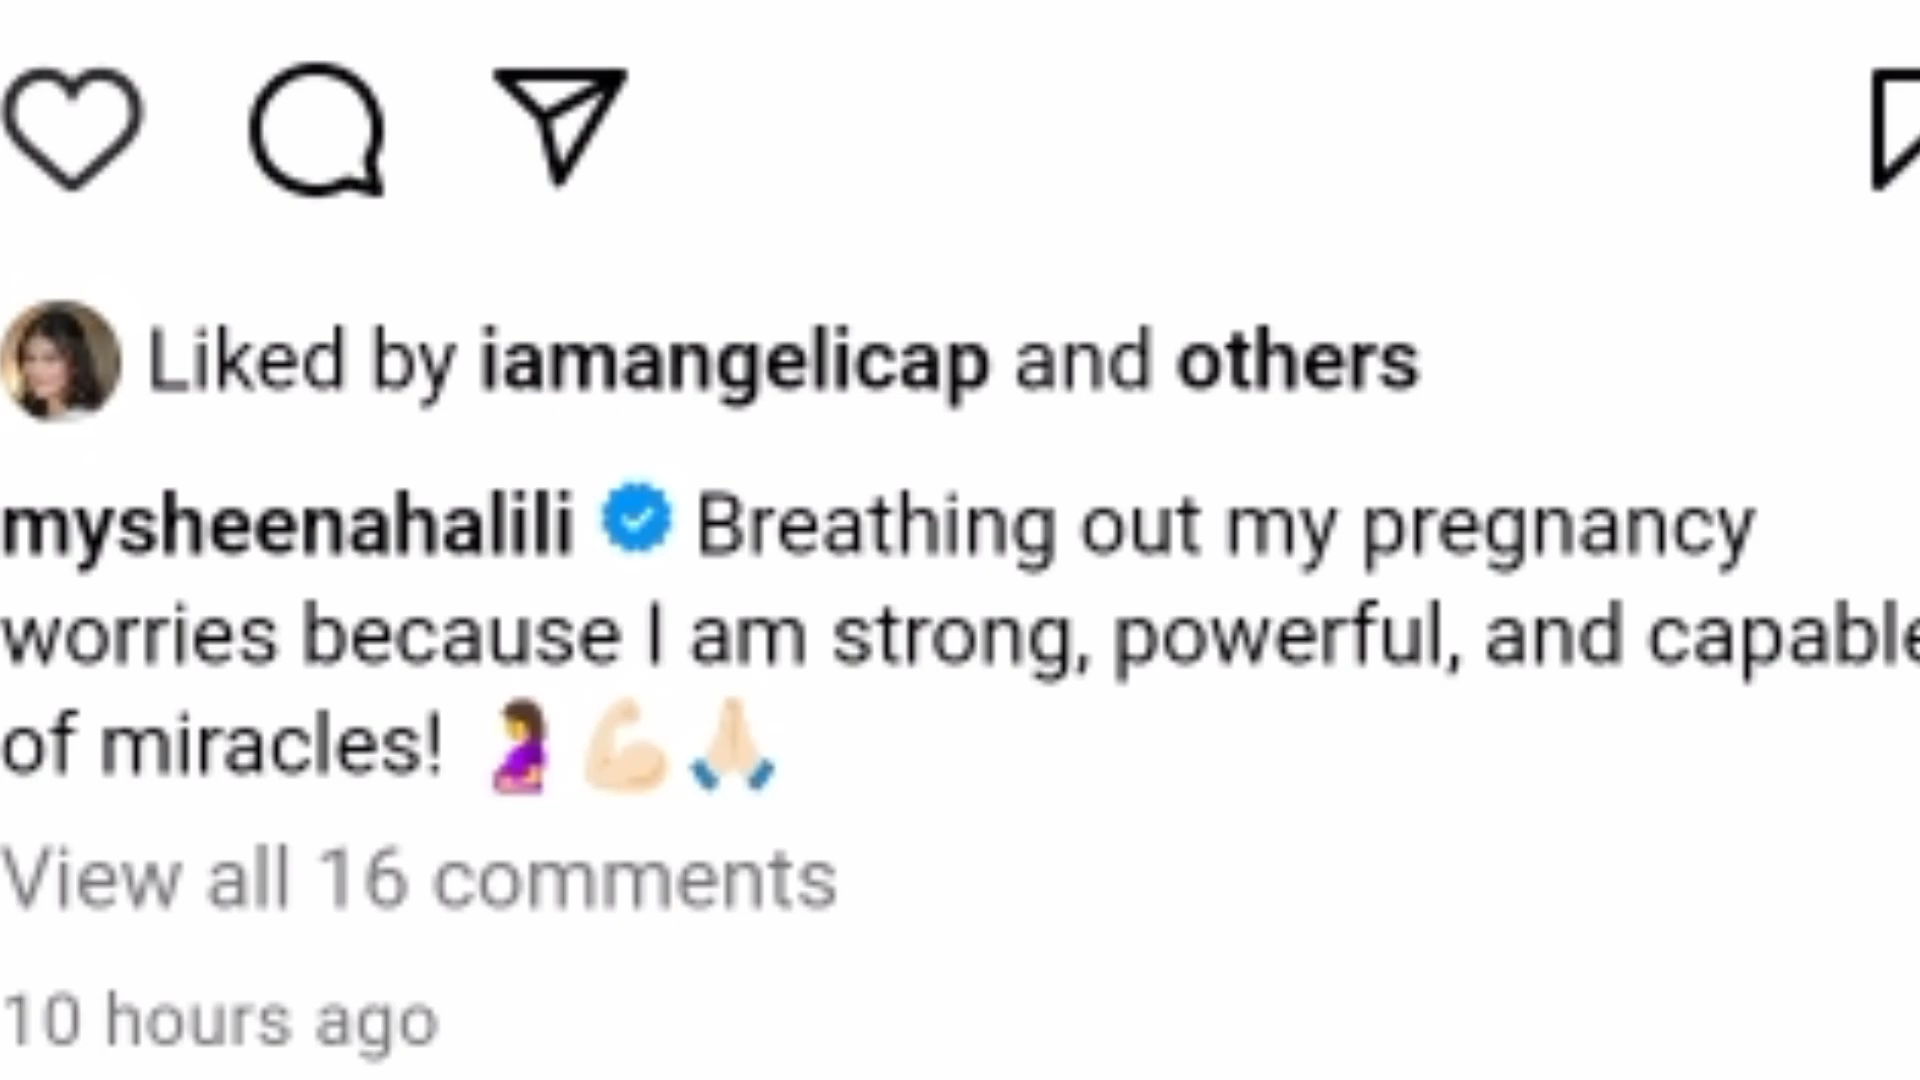 Liked by iamangelicap and others
mysheenahalili Breathing out my pregnancy
worries because I am strong, powerful, and capable
of miracles! 🤰💪🏻🙏🏻
View all 16 comments
10 hours ago